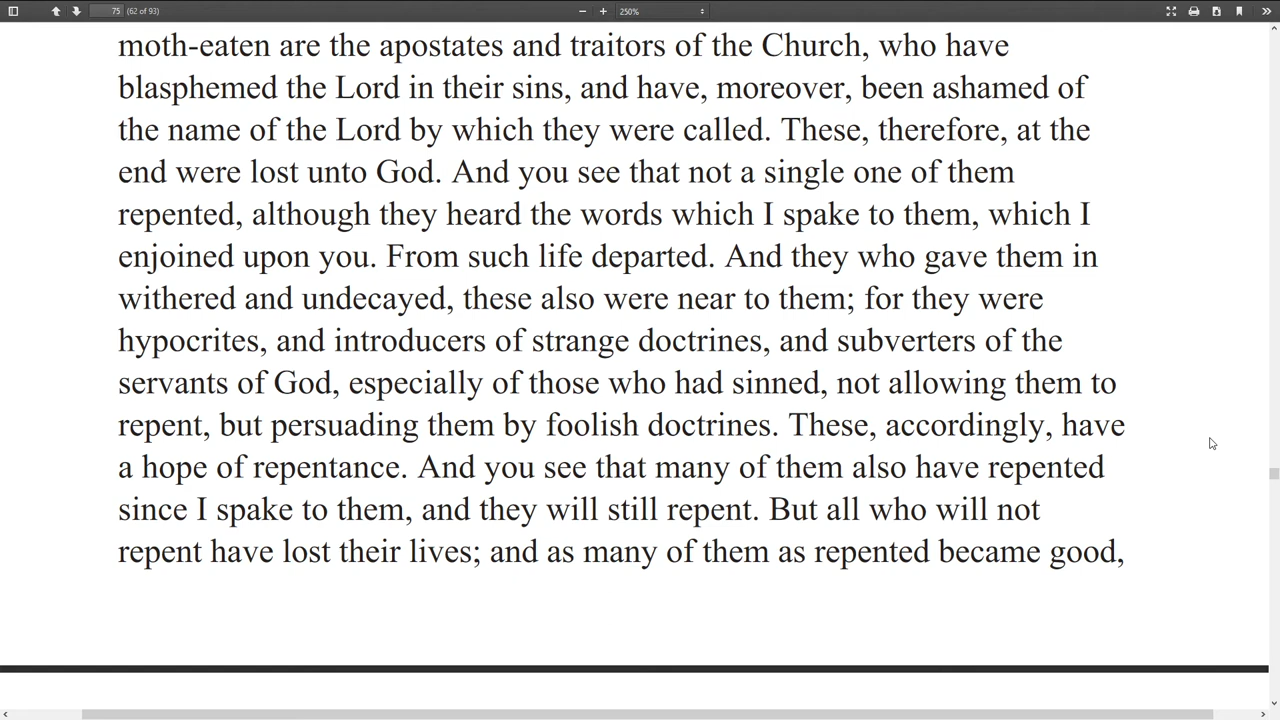 75 (62 of 93) 250%
moth-eaten are the apostates and traitors of the Church, who have
blasphemed the Lord in their sins, and have, moreover, been ashamed of
the name of the Lord by which they were called. These, therefore, at the
end were lost unto God. And you see that not a single one of them
repented, although they heard the words which I spake to them, which I
enjoined upon you. From such life departed. And they who gave them in
withered and undecayed, these also were near to them; for they were
hypocrites, and introducers of strange doctrines, and subverters of the
servants of God, especially of those who had sinned, not allowing them to
repent, but persuading them by foolish doctrines. These, accordingly, have
a hope of repentance. And you see that many of them also have repented
since I spake to them, and they will still repent. But all who will not
repent have lost their lives; and as many of them as repented became good,